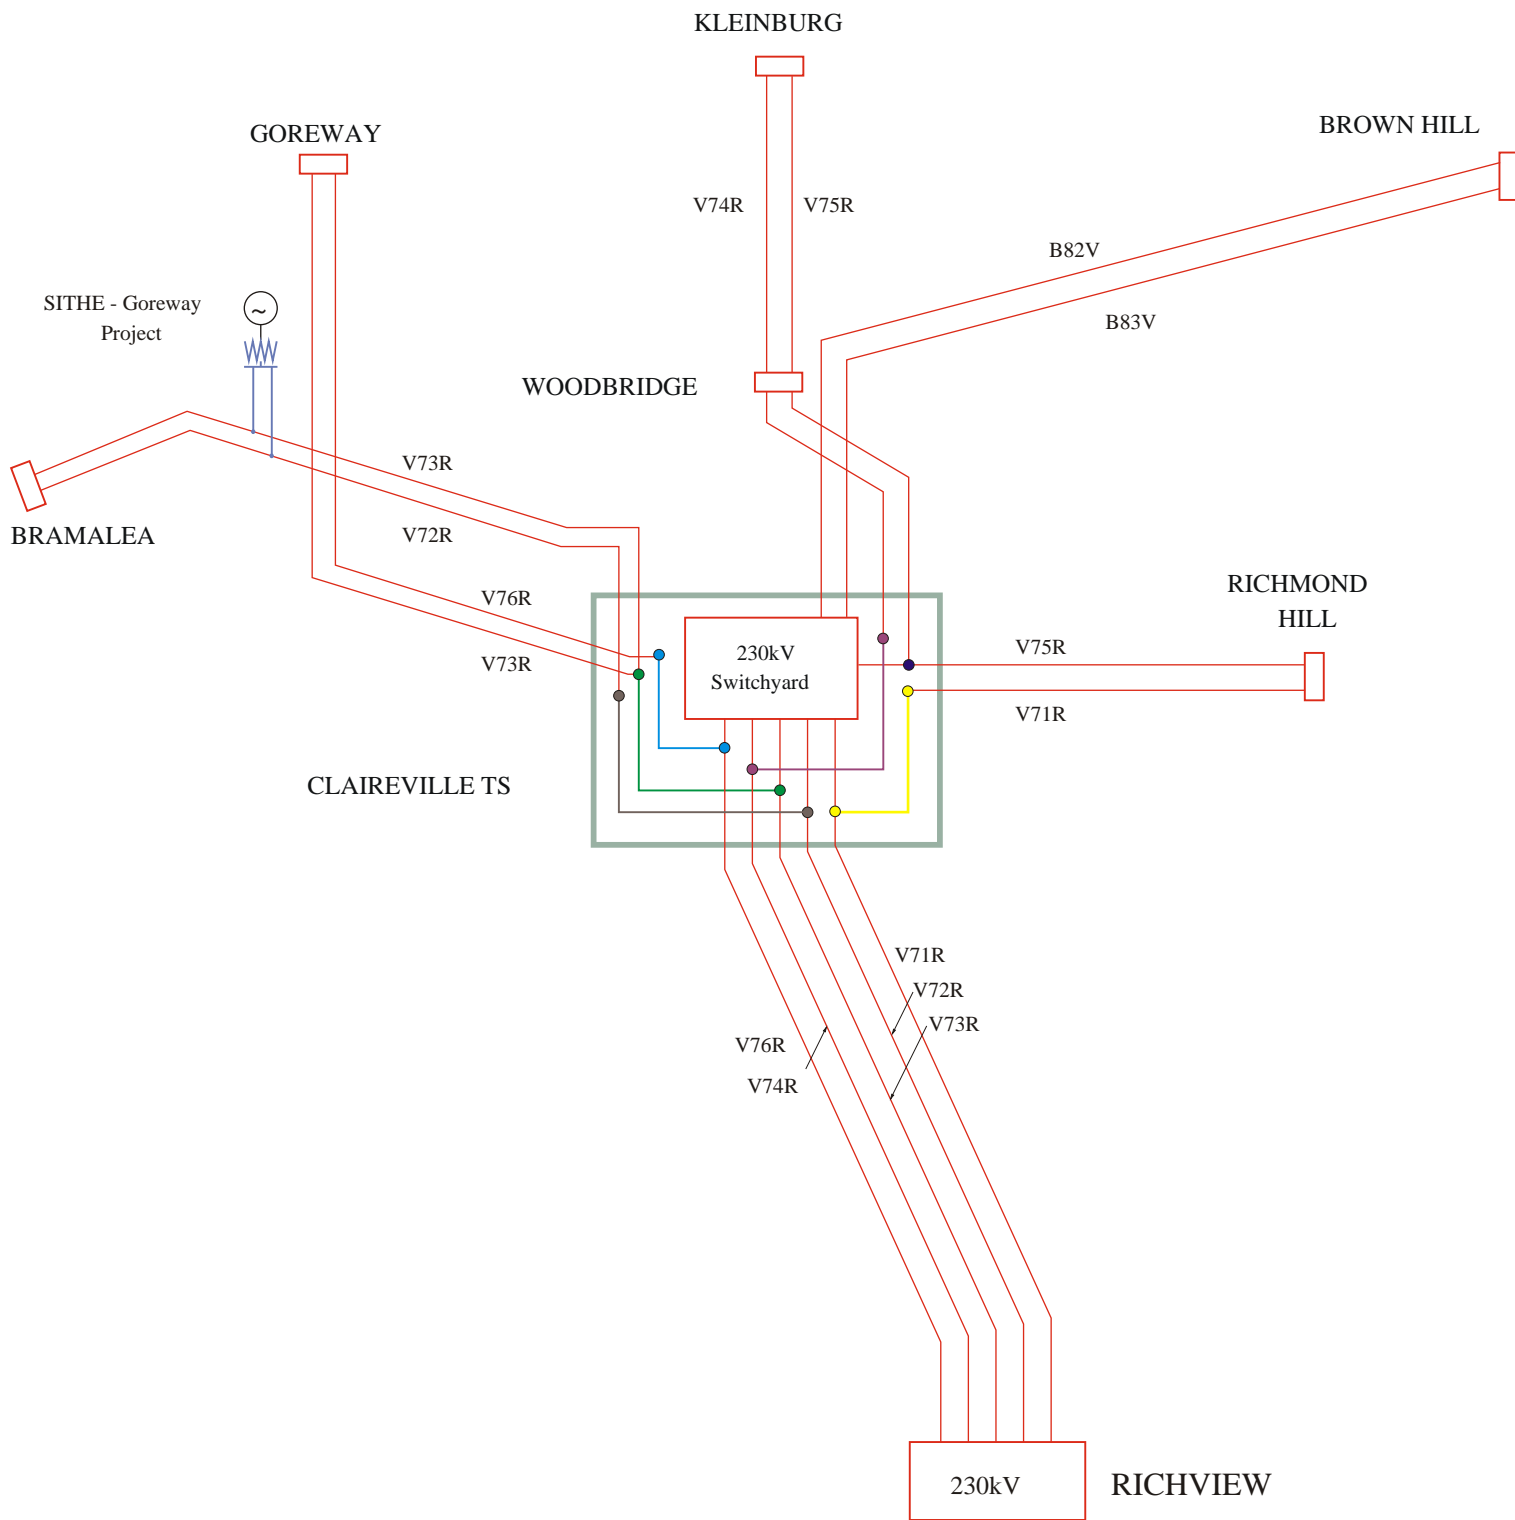 KLEINBURG
BROWN HILL
GOREWAY
V74R
V75R
B82V
SITHE - Goreway
Project
~
B83V
WOODBRIDGE
V73R
BRAMALEA
V72R
RICHMOND
HILL
V76R
V75R
230kV
Switchyard
V73R
V71R
CLAIREVILLE TS
V71R
V72R
V73R
V76R
V74R
230kV
RICHVIEW